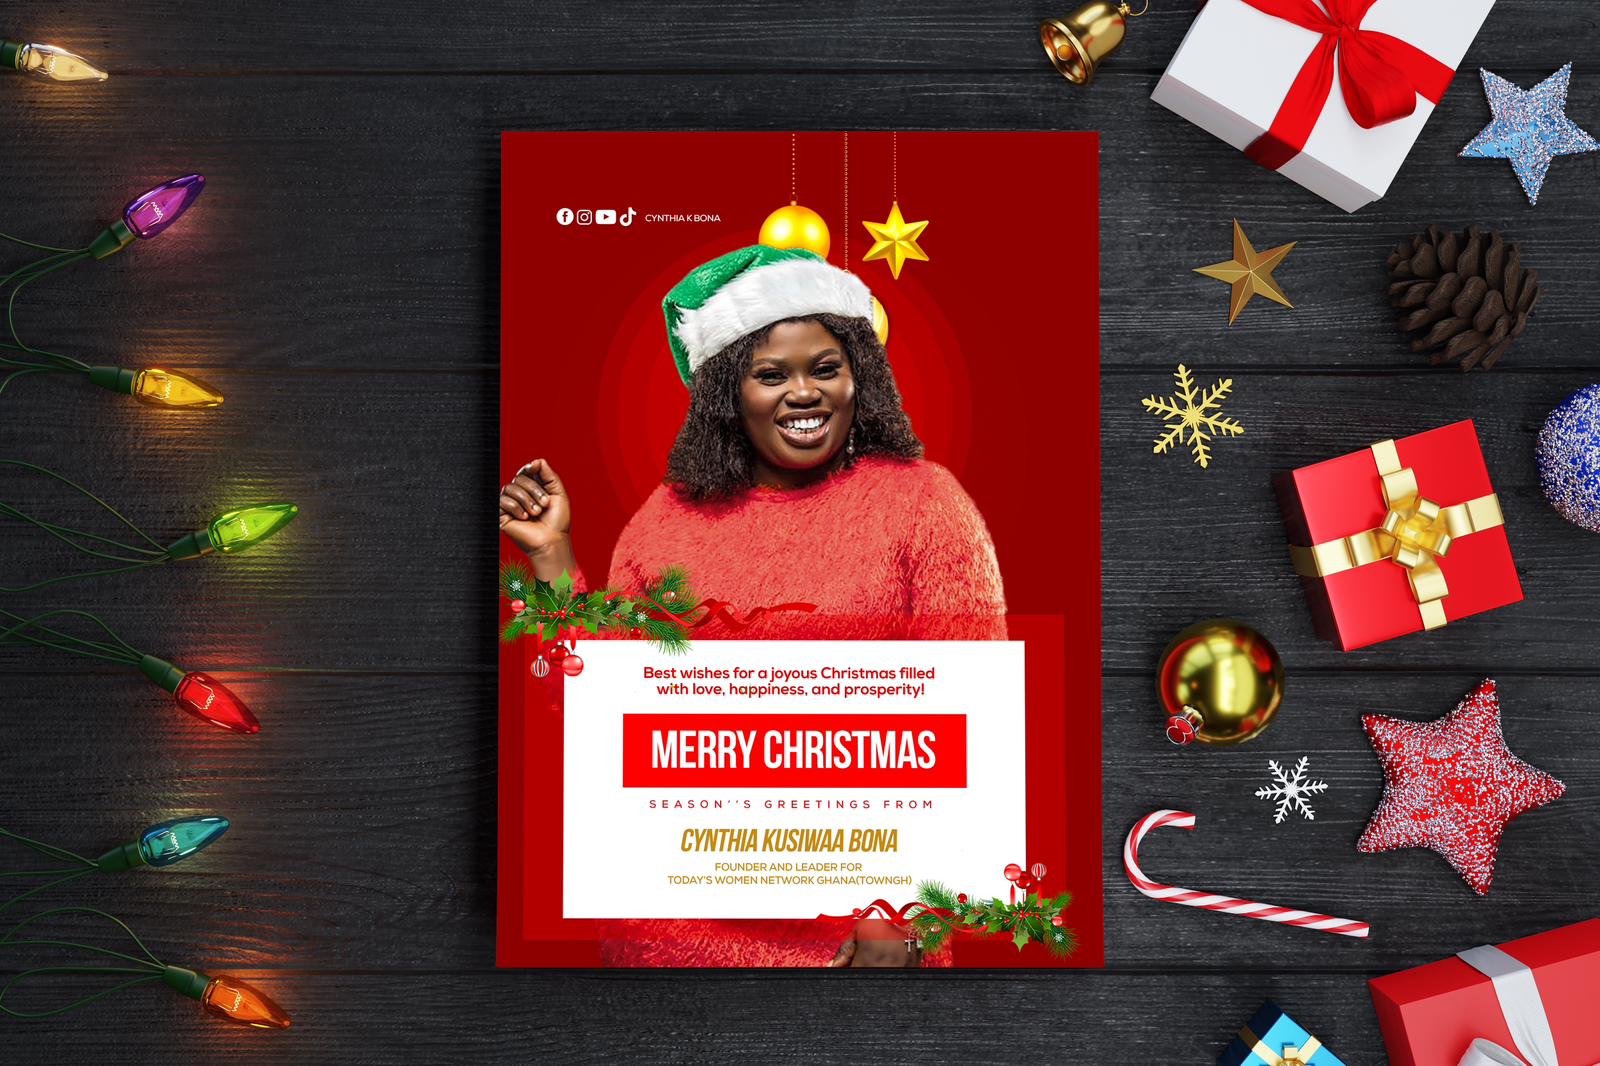 CYNTHIA K BONA
Best wishes for a joyous Christmas filled
with love, happiness, and prosperity!
MERRY CHRISTMAS
SEASON''S GREETINGS FROM
CYNTHIA KUSIWAA BONA
FOUNDER AND LEADER FOR
TODAY'S WOMEN NETWORK GHANA(TOWNGH)